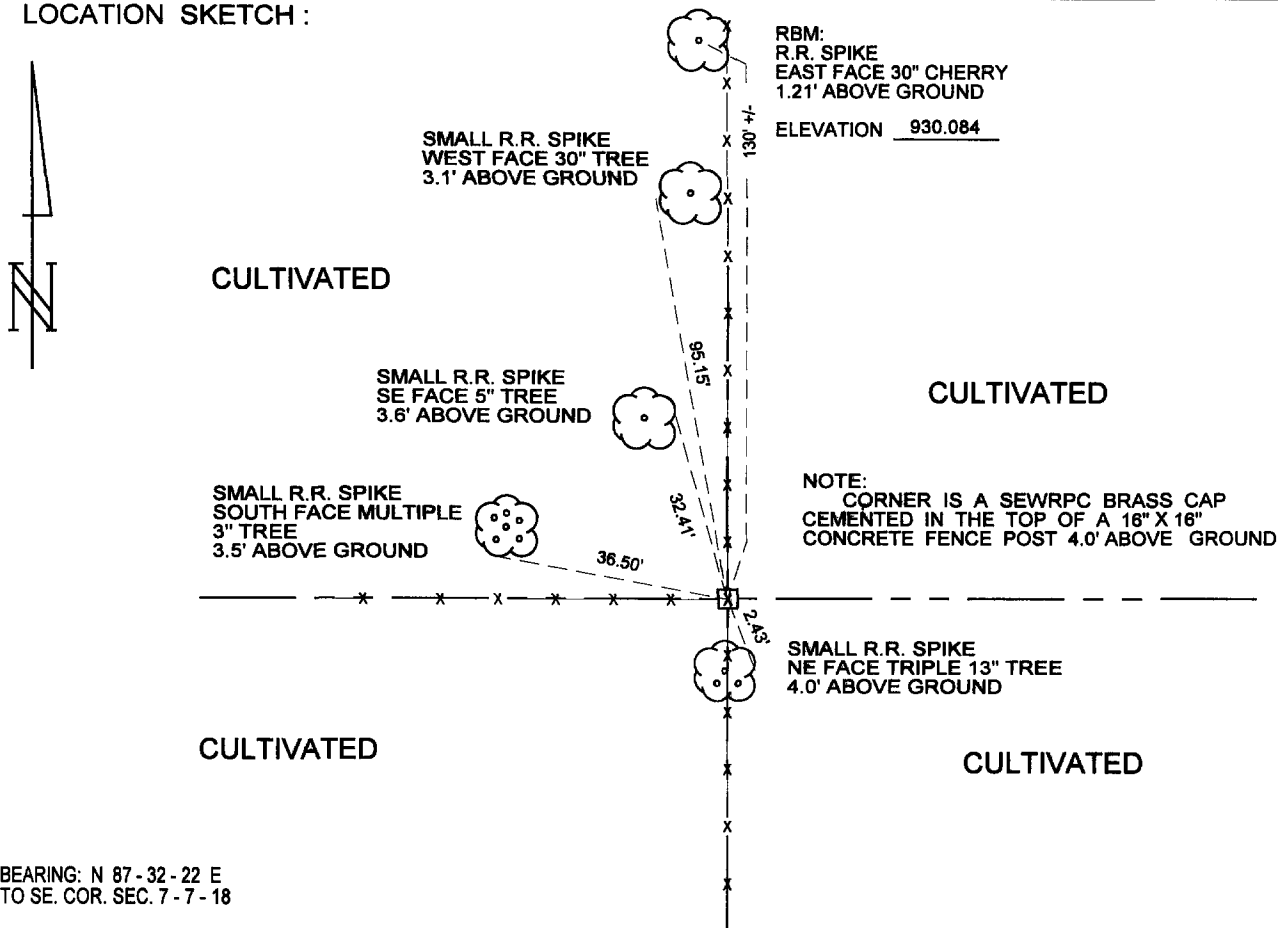 LOCATION SKETCH :
RBM:
R.R. SPIKE
EAST FACE 30" CHERRY
1.21' ABOVE GROUND
ELEVATION 930.084
130' +/-
SMALL R.R. SPIKE
WEST FACE 30" TREE
3.1' ABOVE GROUND
N
CULTIVATED
95.15'
SMALL R.R. SPIKE
SE FACE 5" TREE
3.6' ABOVE GROUND
CULTIVATED
32.41'
SMALL R.R. SPIKE
SOUTH FACE MULTIPLE
3" TREE
3.5' ABOVE GROUND
36.50'
NOTE:
CORNER IS A SEWRPC BRASS CAP
CEMENTED IN THE TOP OF A 16" X 16"
CONCRETE FENCE POST 4.0' ABOVE GROUND
2.43'
SMALL R.R. SPIKE
NE FACE TRIPLE 13" TREE
4.0' ABOVE GROUND
CULTIVATED
CULTIVATED
BEARING: N 87 - 32 - 22 E
TO SE. COR. SEC. 7 - 7 - 18